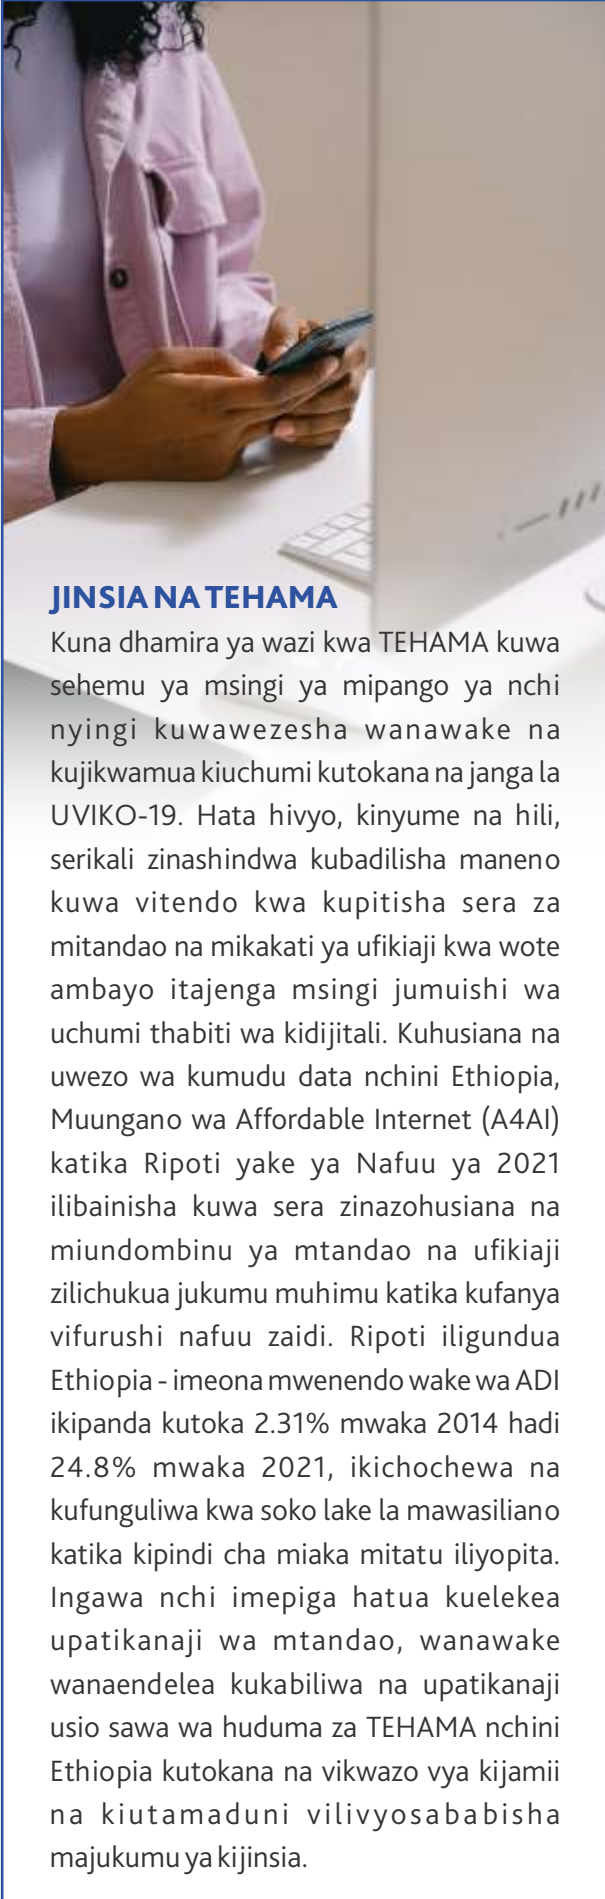 JINSIA NA TEHAMA
Kuna dhamira ya wazi kwa TEHAMA kuwa
sehemu ya msingi ya mipango ya nchi
nyingi kuwawezesha wanawake na
kujikwamua kiuchumi kutokana na janga la
UVIKO-19. Hata hivyo, kinyume na hili,
serikali zinashindwa kubadilisha maneno
kuwa vitendo kwa kupitisha sera za
mitandao na mikakati ya ufikiaji kwa wote
ambayo itajenga msingi jumuishi wa
uchumi thabiti wa kidijitali. Kuhusiana na
uwezo wa kumudu data nchini Ethiopia,
Muungano wa Affordable Internet (A4AI)
katika Ripoti yake ya Nafuu ya 2021
ilibainisha kuwa sera zinazohusiana na
miundombinu ya mtandao na ufikiaji
zilichukua jukumu muhimu katika kufanya
vifurushi nafuu zaidi. Ripoti iligundua
Ethiopia - imeona mwenendo wake wa ADI
ikipanda kutoka 2.31% mwaka 2014 hadi
24.8% mwaka 2021, ikichochewa na
kufunguliwa kwa soko lake la mawasiliano
katika kipindi cha miaka mitatu iliyopita.
Ingawa nchi imepiga hatua kuelekea
upatikanaji wa mtandao, wanawake
wanaendelea kukabiliwa na upatikanaji
usio sawa wa huduma za TEHAMA nchini
Ethiopia kutokana na vikwazo vya kijamii
na kiutamaduni vilivyosababisha
majukumu ya kijinsia.